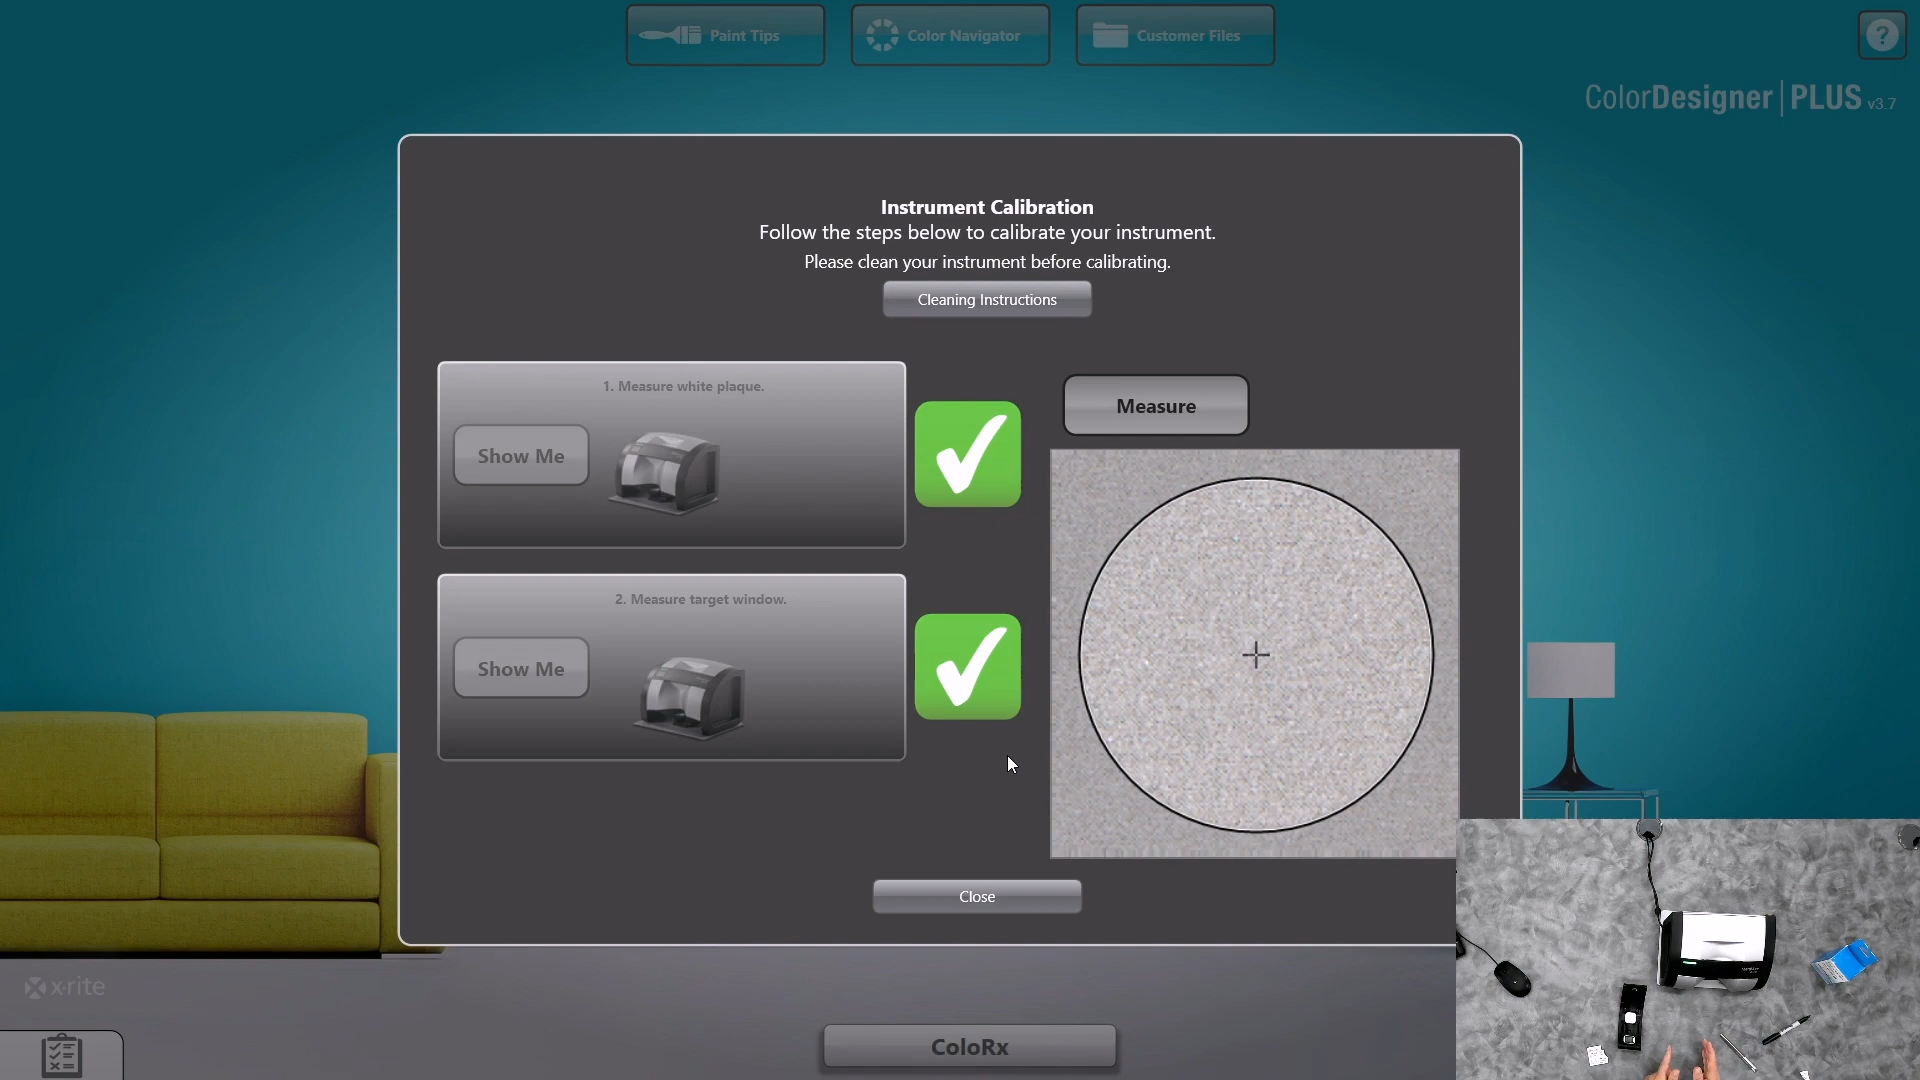 Paint Tips
Color Navigator
Customer Files
?
ColorDesigner|PLUS v3.7
Instrument Calibration
Follow the steps below to calibrate your instrument.
Please clean your instrument before calibrating.
Cleaning Instructions
1. Measure white plaque.
Show Me
Measure
2. Measure target window.
Show Me
Close
x·rite
ColoRx